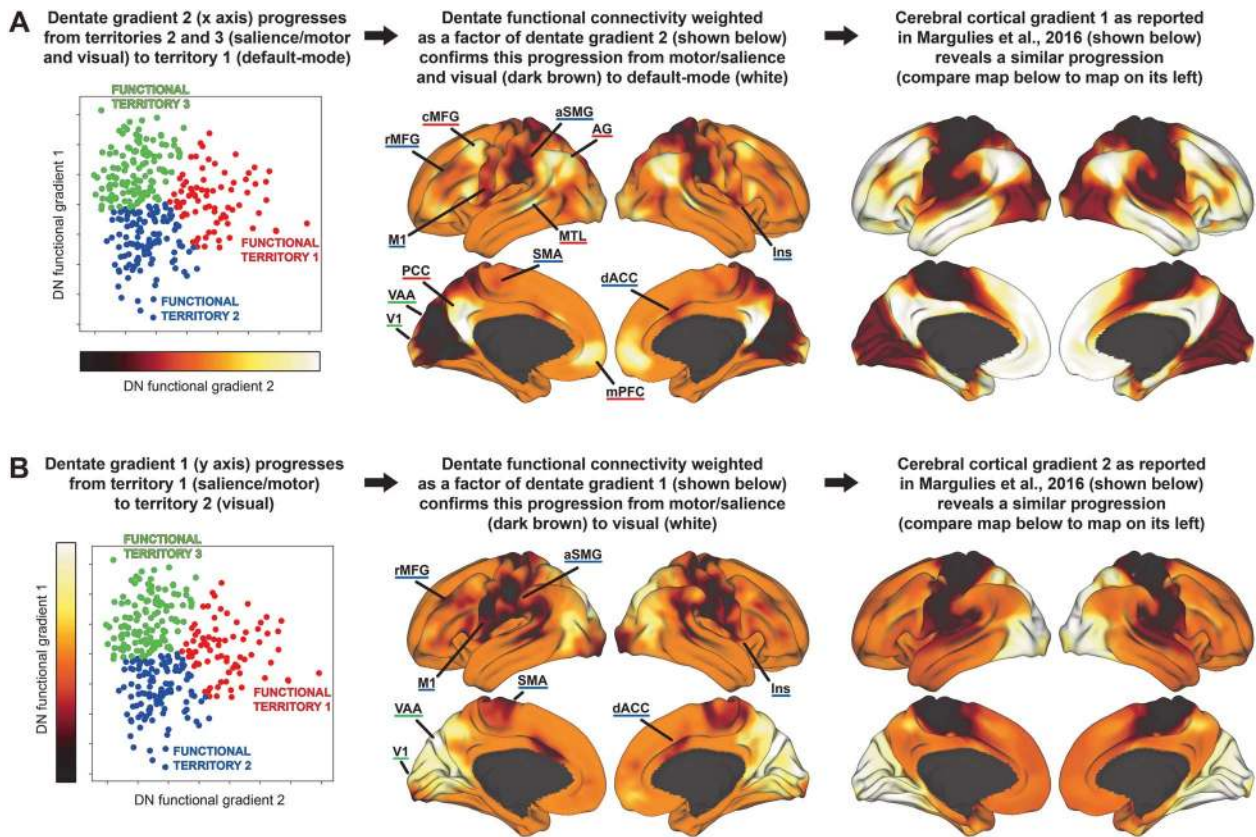 A
Dentate gradient 2 (x axis) progresses
from territories 2 and 3 (salience/motor
and visual) to territory 1 (default-mode)
Dentate functional connectivity weighted
as a factor of dentate gradient 2 (shown below)
confirms this progression from motor/salience
and visual (dark brown) to default-mode (white)
Cerebral cortical gradient 1 as reported
in Margulies et al., 2016 (shown below)
reveals a similar progression
(compare map below to map on its left)
FUNCTIONAL
TERRITORY 3
FUNCTIONAL
TERRITORY 1
FUNCTIONAL
TERRITORY 2
DN functional gradient 1
DN functional gradient 2
cMFG
aSMG
AG
rMFG
M1
MTL
Ins
SMA
PCC
dACC
VAA
V1
mPFC
B
Dentate gradient 1 (y axis) progresses
from territory 1 (salience/motor)
to territory 2 (visual)
Dentate functional connectivity weighted
as a factor of dentate gradient 1 (shown below)
confirms this progression from motor/salience
(dark brown) to visual (white)
Cerebral cortical gradient 2 as reported
in Margulies et al., 2016 (shown below)
reveals a similar progression
(compare map below to map on its left)
FUNCTIONAL
TERRITORY 3
FUNCTIONAL
TERRITORY 1
FUNCTIONAL
TERRITORY 2
DN functional gradient 1
DN functional gradient 2
aSMG
rMFG
M1
SMA
Ins
VAA
dACC
V1